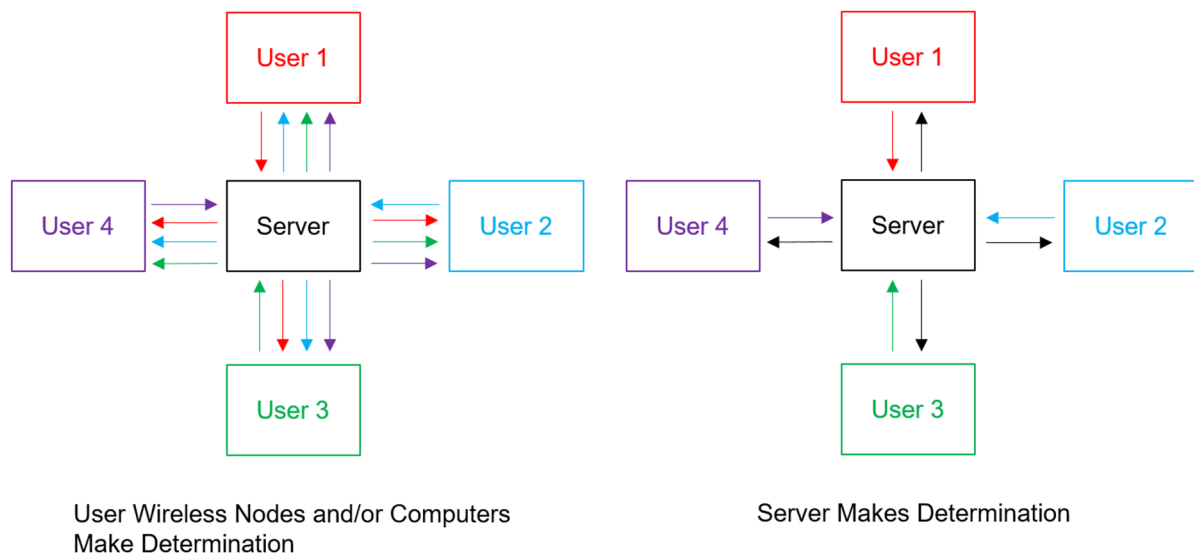 User 1
User 4
Server
User 2
User 3
User Wireless Nodes and/or Computers
Make Determination
User 1
User 4
Server
User 2
User 3
Server Makes Determination